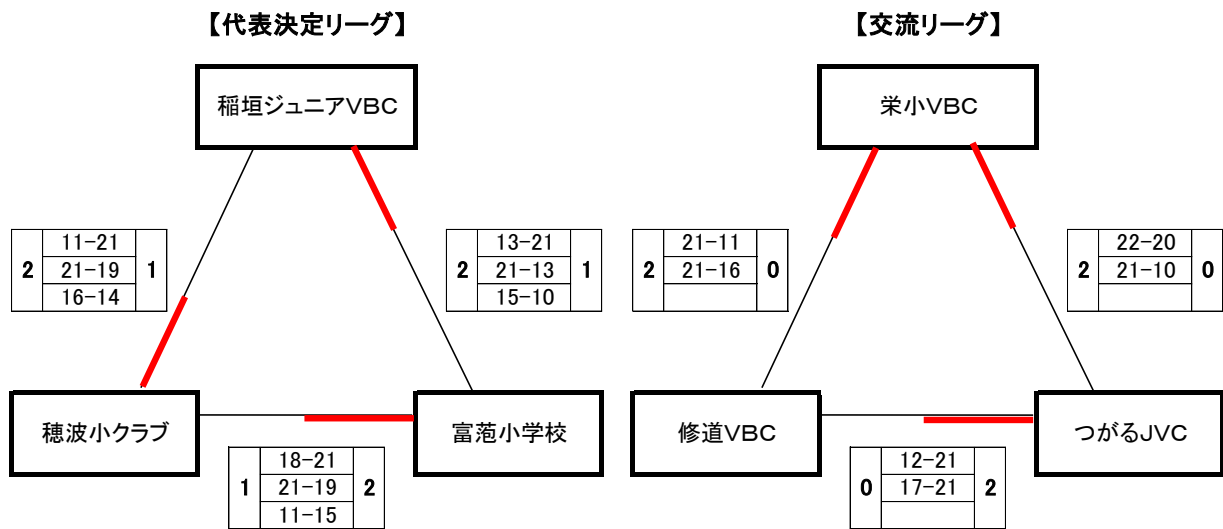 【代表決定リーグ】
稲垣ジュニアVBC
2 11-21 1
21-19
16-14
2 13-21 1
21-13
15-10
穂波小クラブ
富萢小学校
1 18-21 2
21-19
11-15
【交流リーグ】
栄小VBC
2 21-11 0
21-16
2 22-20 0
21-10
修道VBC
つがるJVC
0 12-21 2
17-21